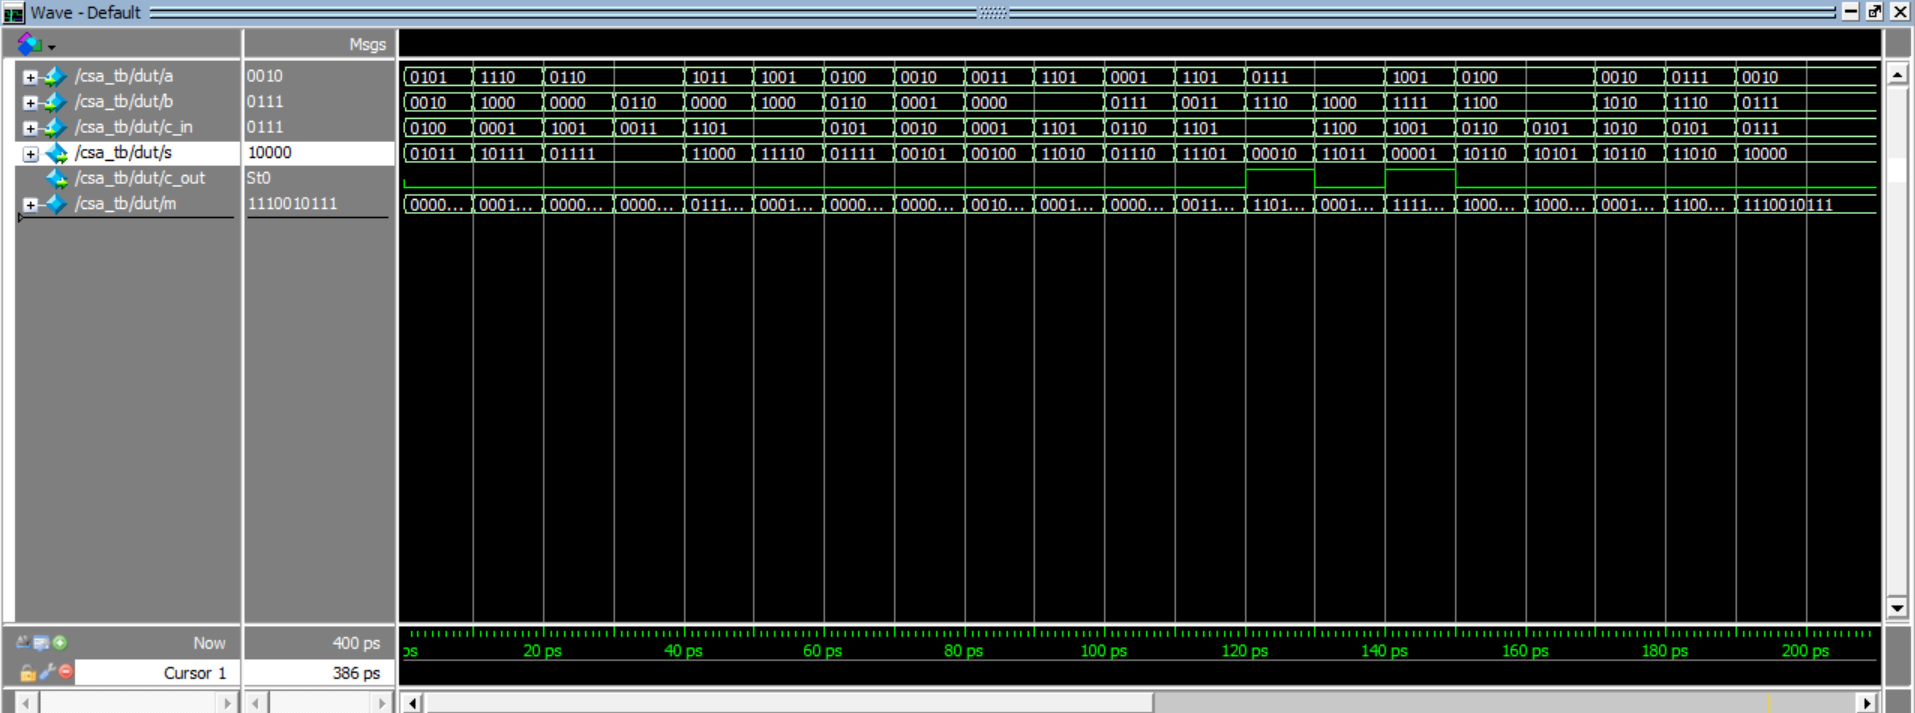 Wave - Default
Msgs
/csa_tb/dut/a 0010 0101 1110 0110 1011 1001 0100 0010 0011 1101 0001 1101 0111 1001 0100 0010 0111 0010
/csa_tb/dut/b 0111 0010 1000 0000 0110 0000 1000 0110 0001 0000 0111 0011 1110 1000 1111 1100 1010 1110 0111
/csa_tb/dut/c_in 0111 0100 0001 1001 0011 1101 0101 0010 0001 1101 0110 1101 1100 1001 0110 0101 1010 0101 0111
/csa_tb/dut/s 10000 01011 10111 01111 11000 11110 01111 00101 00100 11010 01110 11101 00010 11011 00001 10110 10101 10110 11010 10000
/csa_tb/dut/c_out St0
/csa_tb/dut/m 1110010111 0000... 0001... 0000... 0000... 0111... 0001... 0000... 0000... 0010... 0001... 0000... 0011... 1101... 0001... 1111... 1000... 1000... 0001... 1100... 1110010111
Now 400 ps
ps 20 ps 40 ps 60 ps 80 ps 100 ps 120 ps 140 ps 160 ps 180 ps 200 ps
Cursor 1 386 ps